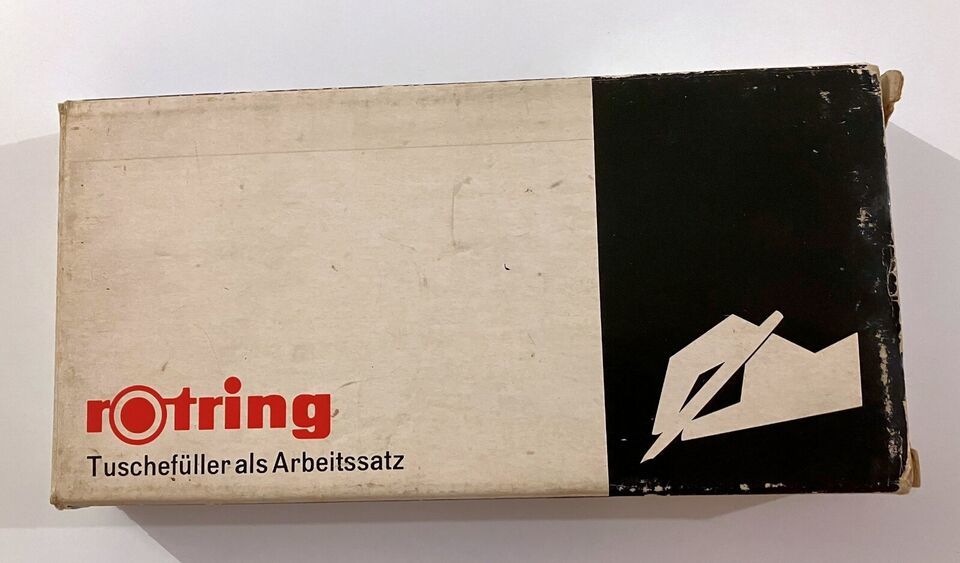 rotring
Tuschefüller als Arbeitssatz